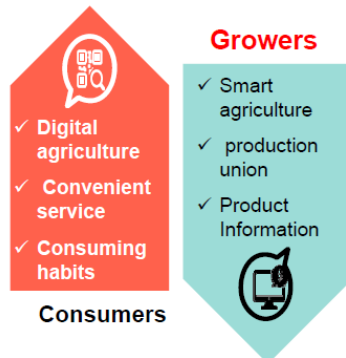 ✓ Digital
agriculture
✓ Convenient
service
✓ Consuming
habits
Consumers
Growers
✓ Smart
agriculture
✓ production
union
✓ Product
Information